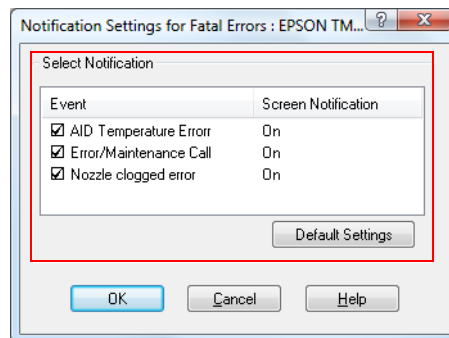 Notification Settings for Fatal Errors : EPSON TM...
Select Notification
Event Screen Notification
AID Temperature Errorr On
Error/Maintenance Call On
Nozzle clogged error On
Default Settings
OK Cancel Help